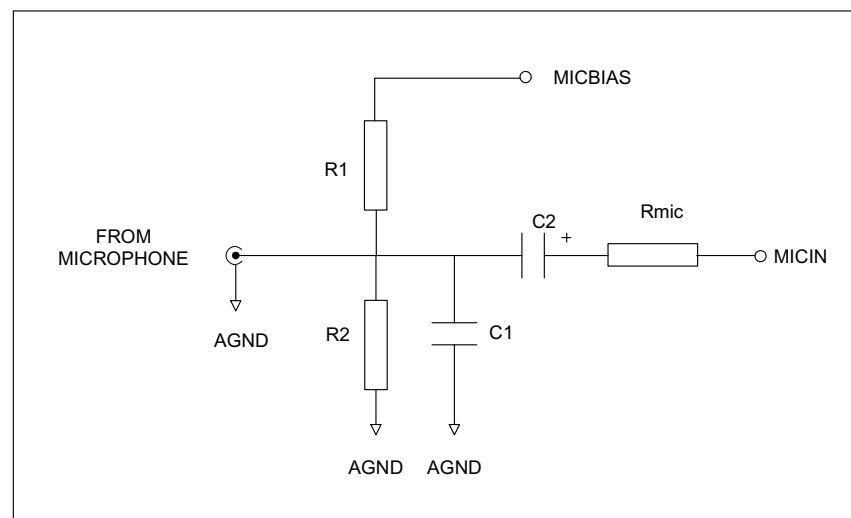 MICBIAS
R1
C2
+
Rmic
FROM
MICROPHONE
MICIN
AGND
R2
C1
AGND
AGND